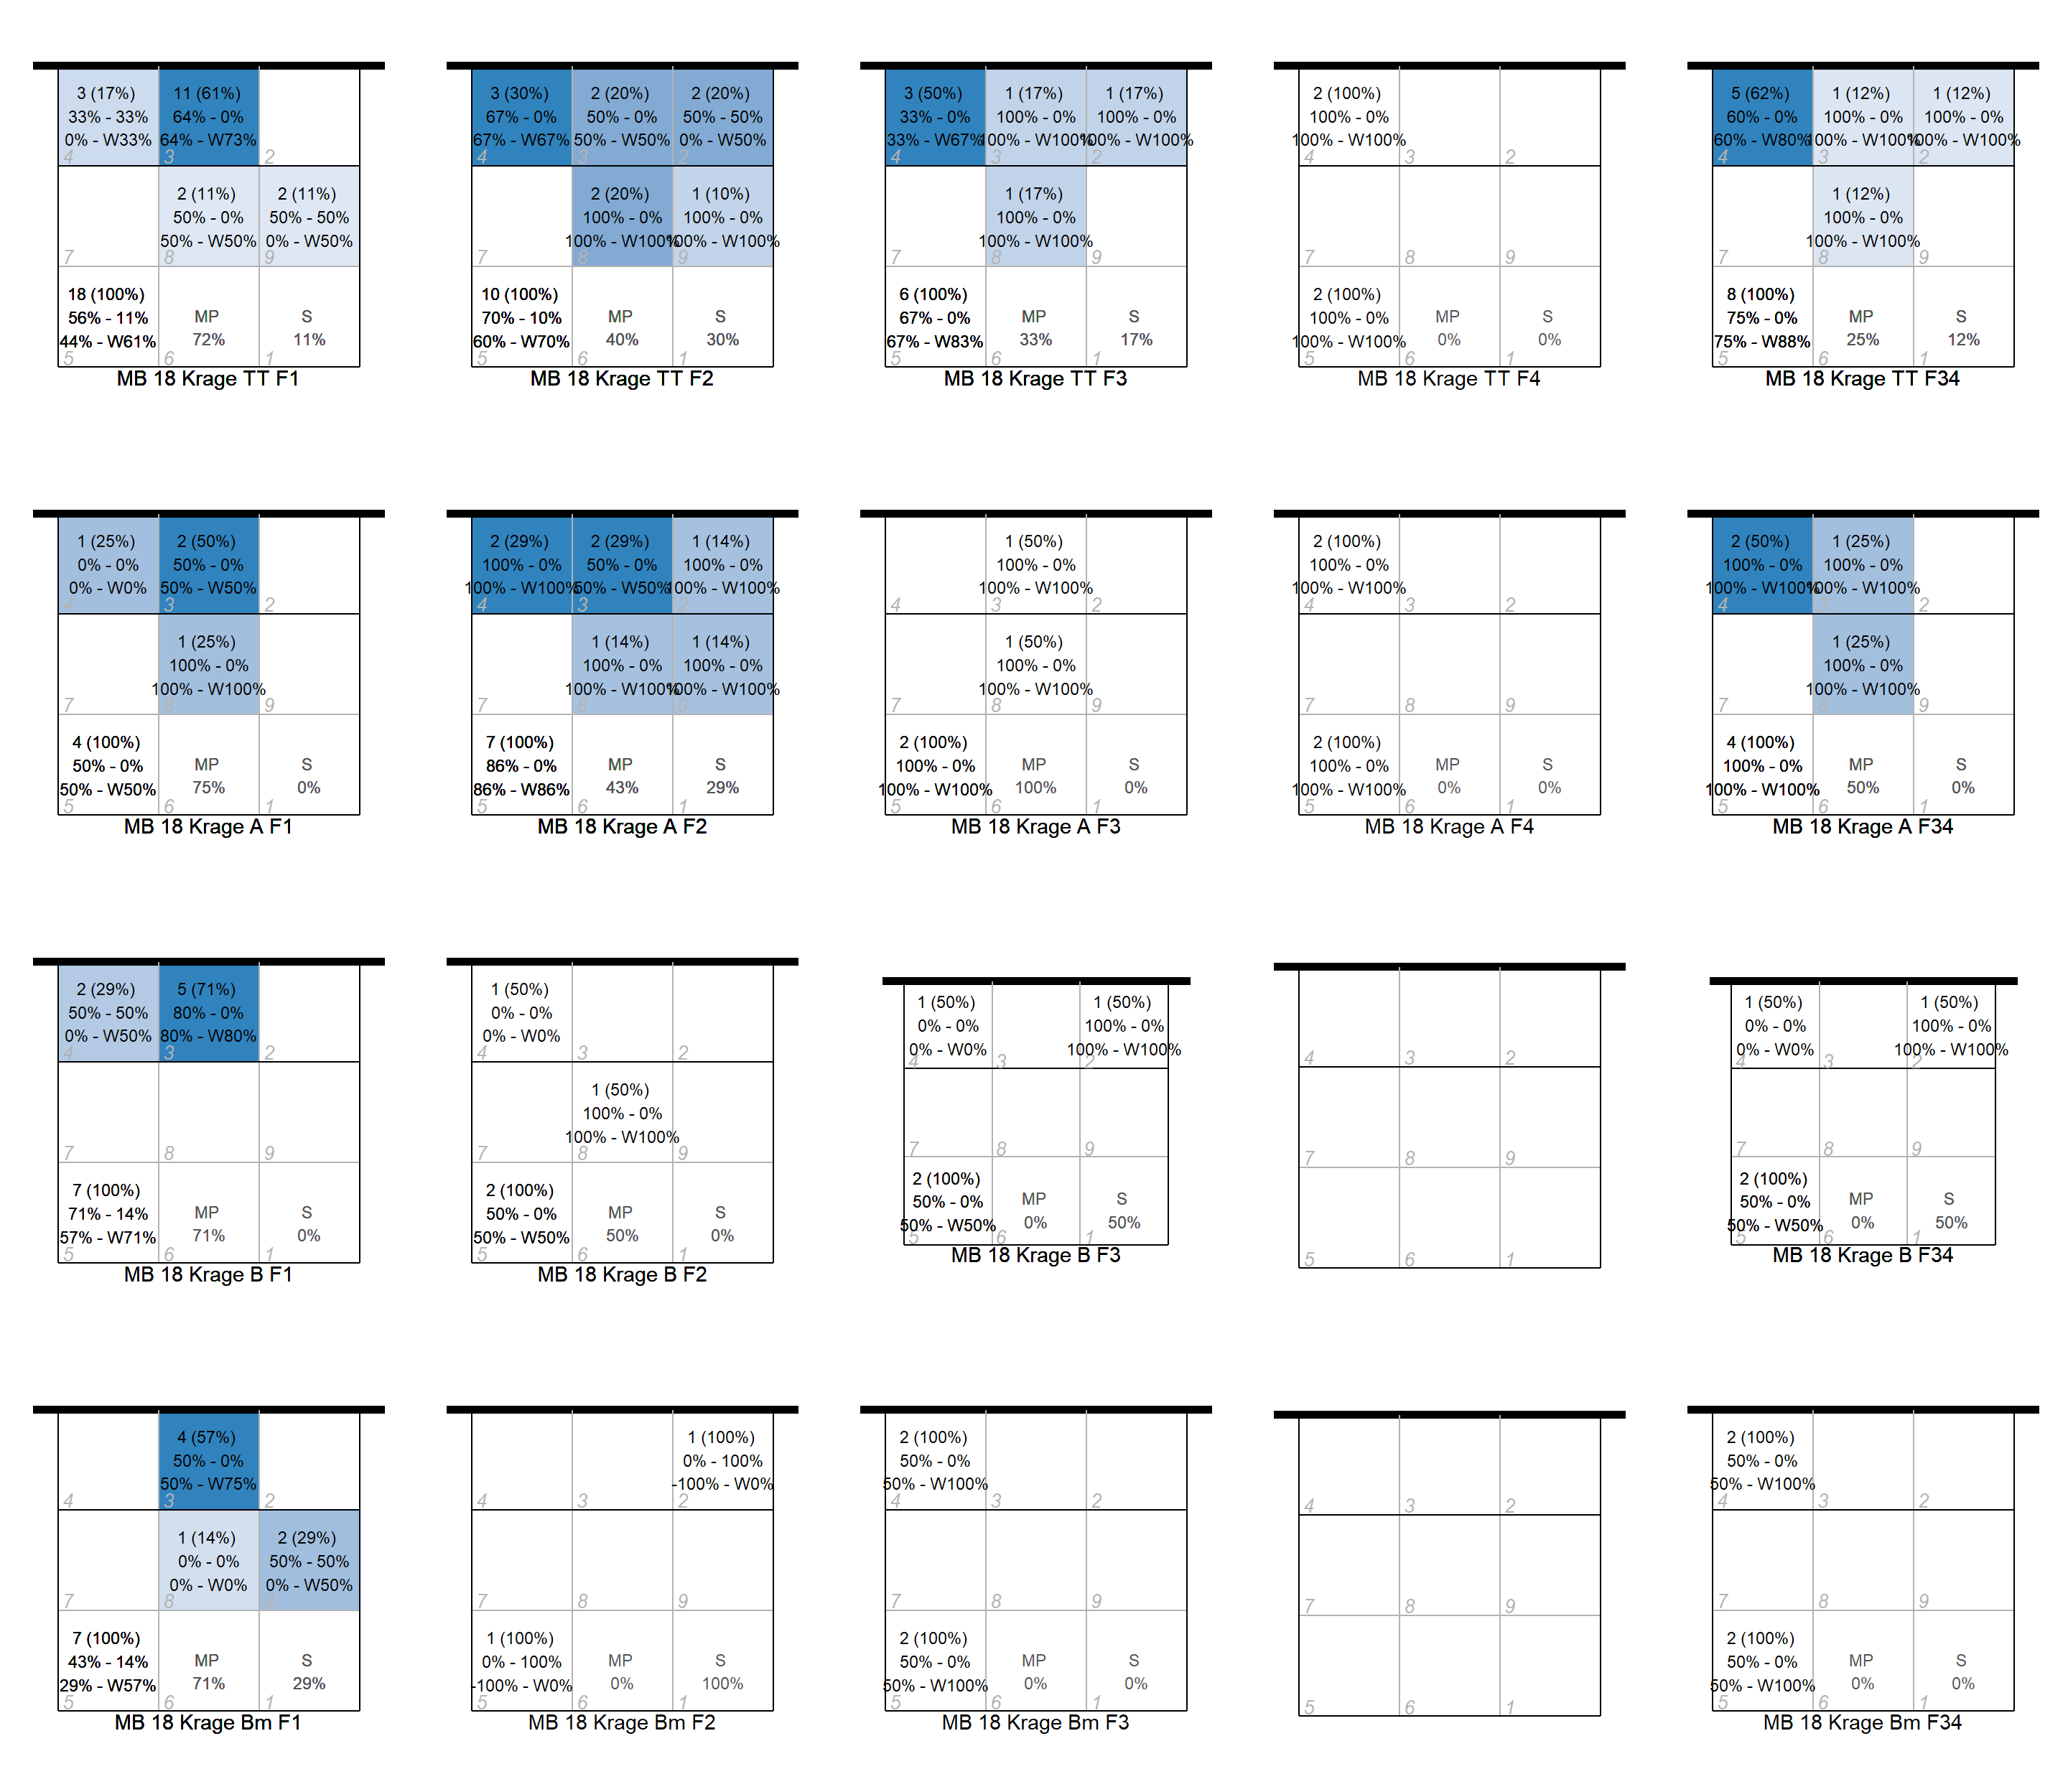 3 (17%)
33% - 33%
0% - W33%
4
11 (61%)
64% - 0%
64% - W73%
3
2
7
2 (11%)
50% - 0%
50% - W50%
8
2 (11%)
50% - 50%
0% - W50%
9
18 (100%)
56% - 11%
44% - W61%
5
MP
72%
6
S
11%
1
MB 18 Krage TT F1
3 (30%)
67% - 0%
67% - W67%
4
2 (20%)
50% - 0%
50% - W50%
3
2 (20%)
50% - 50%
0% - W50%
2
7
2 (20%)
100% - 0%
100% - W100%
8
1 (10%)
100% - 0%
100% - W100%
9
10 (100%)
70% - 10%
60% - W70%
5
MP
40%
6
S
30%
1
MB 18 Krage TT F2
3 (50%)
33% - 0%
33% - W67%
4
1 (17%)
100% - 0%
100% - W100%
3
1 (17%)
100% - 0%
100% - W100%
2
7
1 (17%)
100% - 0%
100% - W100%
8
9
6 (100%)
67% - 0%
67% - W83%
5
MP
33%
6
S
17%
1
MB 18 Krage TT F3
2 (100%)
100% - 0%
100% - W100%
4
3
2
7
8
9
2 (100%)
100% - 0%
100% - W100%
5
MP
0%
6
S
0%
1
MB 18 Krage TT F4
5 (62%)
60% - 0%
60% - W80%
4
1 (12%)
100% - 0%
100% - W100%
3
1 (12%)
100% - 0%
100% - W100%
2
7
1 (12%)
100% - 0%
100% - W100%
8
9
8 (100%)
75% - 0%
75% - W88%
5
MP
25%
6
S
12%
1
MB 18 Krage TT F34
1 (25%)
0% - 0%
0% - W0%
4
2 (50%)
50% - 0%
50% - W50%
3
2
7
1 (25%)
100% - 0%
100% - W100%
8
9
4 (100%)
50% - 0%
50% - W50%
5
MP
75%
6
S
0%
1
MB 18 Krage A F1
2 (29%)
100% - 0%
100% - W100%
4
2 (29%)
50% - 0%
50% - W50%
3
1 (14%)
100% - 0%
100% - W100%
2
7
1 (14%)
100% - 0%
100% - W100%
8
1 (14%)
100% - 0%
100% - W100%
9
7 (100%)
86% - 0%
86% - W86%
5
MP
43%
6
S
29%
1
MB 18 Krage A F2
4
1 (50%)
100% - 0%
100% - W100%
3
2
7
1 (50%)
100% - 0%
100% - W100%
8
9
2 (100%)
100% - 0%
100% - W100%
5
MP
100%
6
S
0%
1
MB 18 Krage A F3
2 (100%)
100% - 0%
100% - W100%
4
3
2
7
8
9
2 (100%)
100% - 0%
100% - W100%
5
MP
0%
6
S
0%
1
MB 18 Krage A F4
2 (50%)
100% - 0%
100% - W100%
4
1 (25%)
100% - 0%
100% - W100%
3
2
7
1 (25%)
100% - 0%
100% - W100%
8
9
4 (100%)
100% - 0%
100% - W100%
5
MP
50%
6
S
0%
1
MB 18 Krage A F34
2 (29%)
50% - 50%
0% - W50%
4
5 (71%)
80% - 0%
80% - W80%
3
2
7
8
9
7 (100%)
71% - 14%
57% - W71%
5
MP
71%
6
S
0%
1
MB 18 Krage B F1
1 (50%)
0% - 0%
0% - W0%
4
3
2
7
1 (50%)
100% - 0%
100% - W100%
8
9
2 (100%)
50% - 0%
50% - W50%
5
MP
50%
6
S
0%
1
MB 18 Krage B F2
1 (50%)
0% - 0%
0% - W0%
4
3
1 (50%)
100% - 0%
100% - W100%
2
7
8
9
2 (100%)
50% - 0%
50% - W50%
5
MP
0%
6
S
50%
1
MB 18 Krage B F3
4
3
2
7
8
9
5
6
1
1 (50%)
0% - 0%
0% - W0%
4
3
1 (50%)
100% - 0%
100% - W100%
2
7
8
9
2 (100%)
50% - 0%
50% - W50%
5
MP
0%
6
S
50%
1
MB 18 Krage B F34
4
4 (57%)
50% - 0%
50% - W75%
3
2
7
1 (14%)
0% - 0%
0% - W0%
8
2 (29%)
50% - 50%
0% - W50%
9
7 (100%)
43% - 14%
29% - W57%
5
MP
71%
6
S
29%
1
MB 18 Krage Bm F1
4
3
1 (100%)
0% - 100%
-100% - W0%
2
7
8
9
1 (100%)
0% - 100%
-100% - W0%
5
MP
0%
6
S
100%
1
MB 18 Krage Bm F2
2 (100%)
50% - 0%
50% - W100%
4
3
2
7
8
9
2 (100%)
50% - 0%
50% - W100%
5
MP
0%
6
S
0%
1
MB 18 Krage Bm F3
4
3
2
7
8
9
5
6
1
2 (100%)
50% - 0%
50% - W100%
4
3
2
7
8
9
2 (100%)
50% - 0%
50% - W100%
5
MP
0%
6
S
0%
1
MB 18 Krage Bm F34